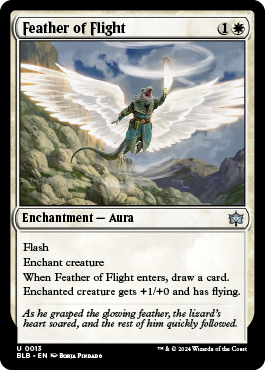 Feather of Flight 1
Enchantment — Aura
Flash
Enchant creature
When Feather of Flight enters, draw a card.
Enchanted creature gets +1/+0 and has flying.
As he grasped the glowing feather, the lizard's
heart soared, and the rest of him quickly followed.
U 0013
BLB • EN Borja Pindado
™ & © 2024 Wizards of the Coast